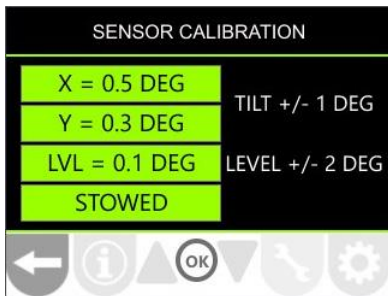 SENSOR CALIBRATION
X = 0.5 DEG
Y = 0.3 DEG
TILT +/- 1 DEG
LVL = 0.1 DEG
LEVEL +/- 2 DEG
STOWED
OK